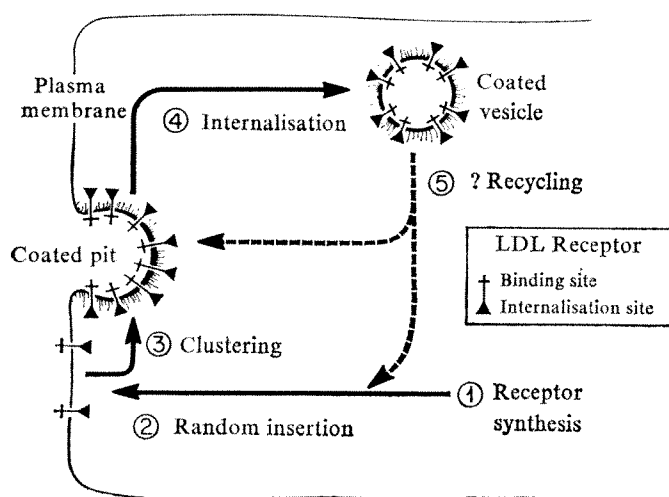 Plasma
membrane
④ Internalisation
Coated
vesicle
⑤ ? Recycling
Coated pit
LDL Receptor
Binding site
Internalisation site
③ Clustering
① Receptor
synthesis
② Random insertion